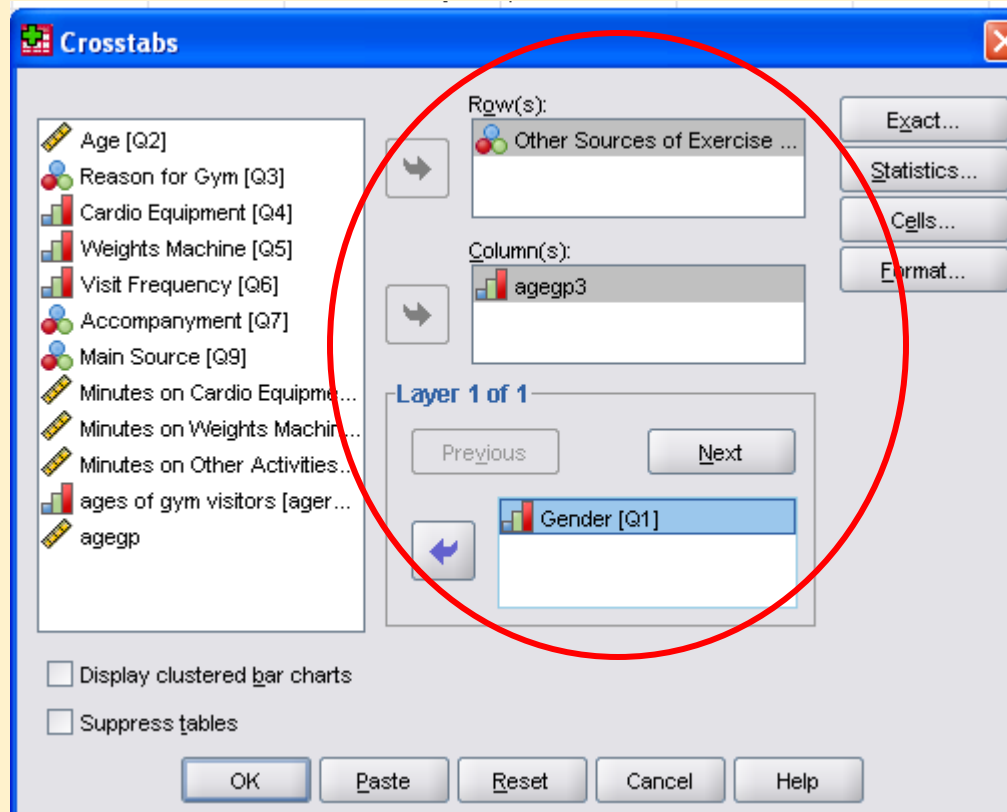 Crosstabs
Row(s):
Other Sources of Exercise ...
Column(s):
agegp3
Layer 1 of 1
Previous
Next
Gender [Q1]
Age [Q2]
Reason for Gym [Q3]
Cardio Equipment [Q4]
Weights Machine [Q5]
Visit Frequency [Q6]
Accompanyment [Q7]
Main Source [Q9]
Minutes on Cardio Equipme...
Minutes on Weights Machin...
Minutes on Other Activities...
ages of gym visitors [ager...
agegp
Exact...
Statistics...
Cells...
Format...
Display clustered bar charts
Suppress tables
OK
Paste
Reset
Cancel
Help